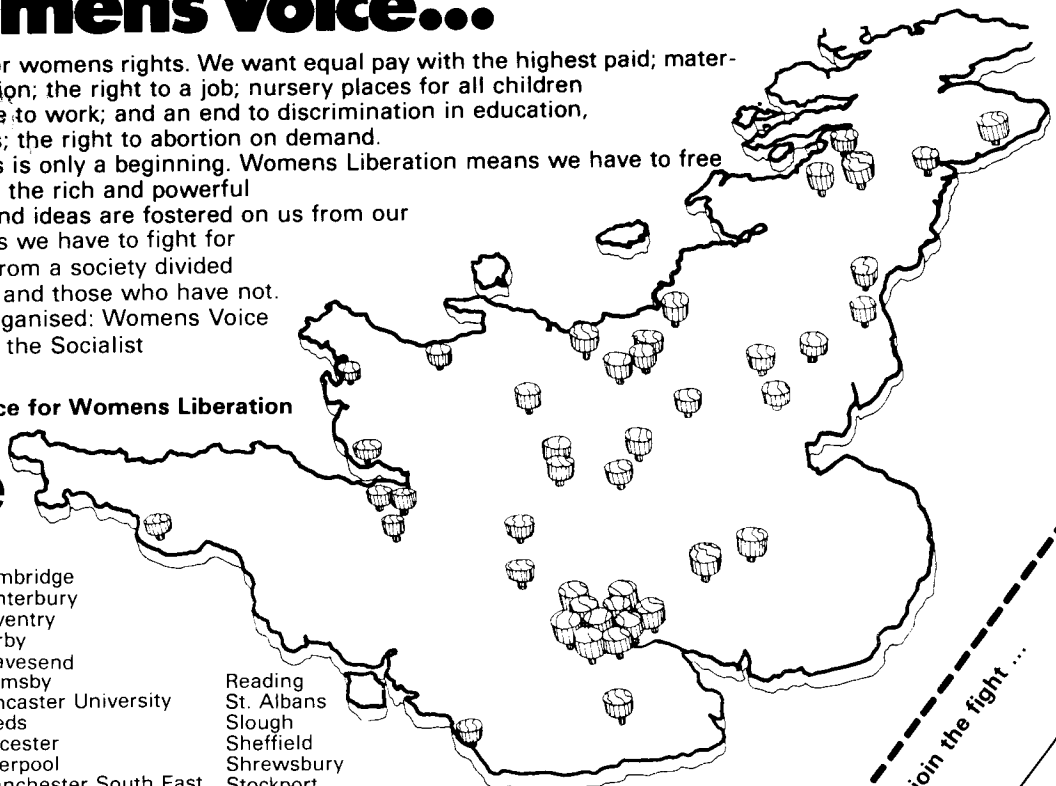 mens Voice...
or womens rights. We want equal pay with the highest paid; mater-
ion; the right to a job; nursery places for all children
e to work; and an end to discrimination in education,
s; the right to abortion on demand.
s is only a beginning. Womens Liberation means we have to free
the rich and powerful
nd ideas are fostered on us from our
s we have to fight for
rom a society divided
and those who have not.
ganised: Womens Voice
the Socialist
ce for Womens Liberation
e
mbridge
nterbury
ventry
rby
avesend
msby
ncaster University
eds
cester
erpool
anchester South East
Reading
St. Albans
Slough
Sheffield
Shrewsbury
Stockport
join the fight ...